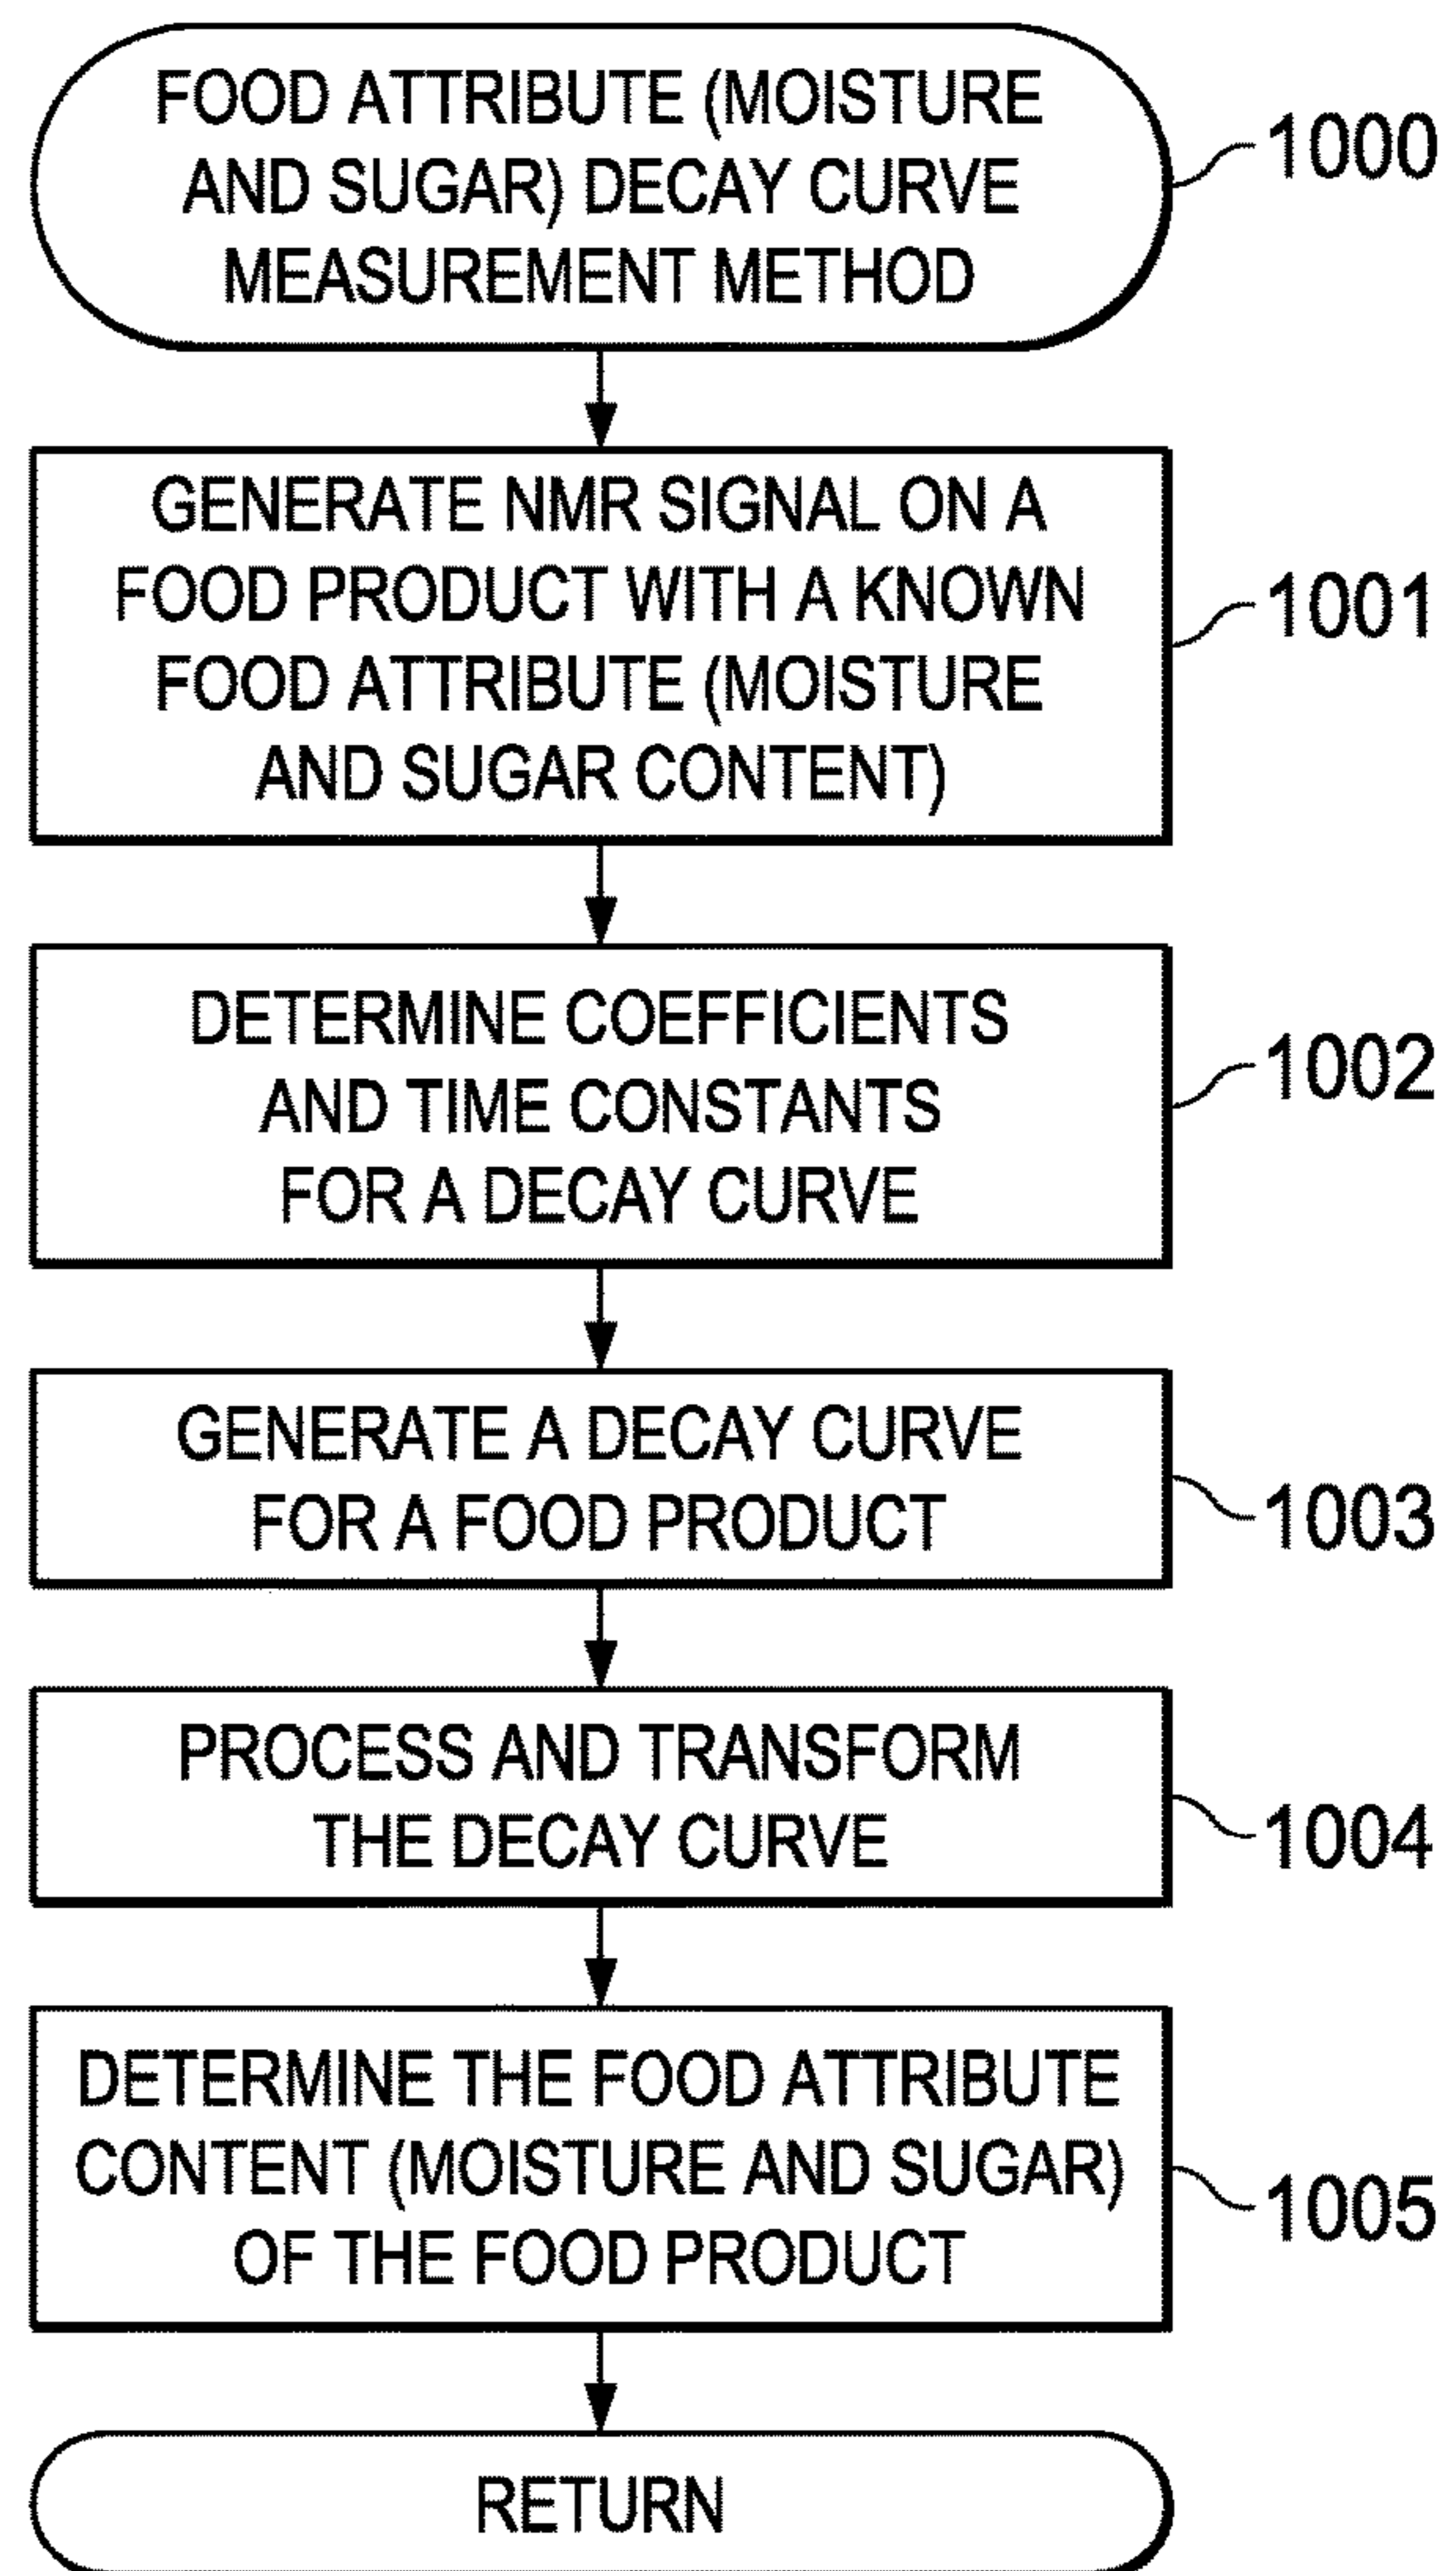 FOOD ATTRIBUTE (MOISTURE
AND SUGAR) DECAY CURVE
MEASUREMENT METHOD
1000
GENERATE NMR SIGNAL ON A
FOOD PRODUCT WITH A KNOWN
FOOD ATTRIBUTE (MOISTURE
AND SUGAR CONTENT)
1001
DETERMINE COEFFICIENTS
AND TIME CONSTANTS
FOR A DECAY CURVE
1002
GENERATE A DECAY CURVE
FOR A FOOD PRODUCT
1003
PROCESS AND TRANSFORM
THE DECAY CURVE
1004
DETERMINE THE FOOD ATTRIBUTE
CONTENT (MOISTURE AND SUGAR)
OF THE FOOD PRODUCT
1005
RETURN